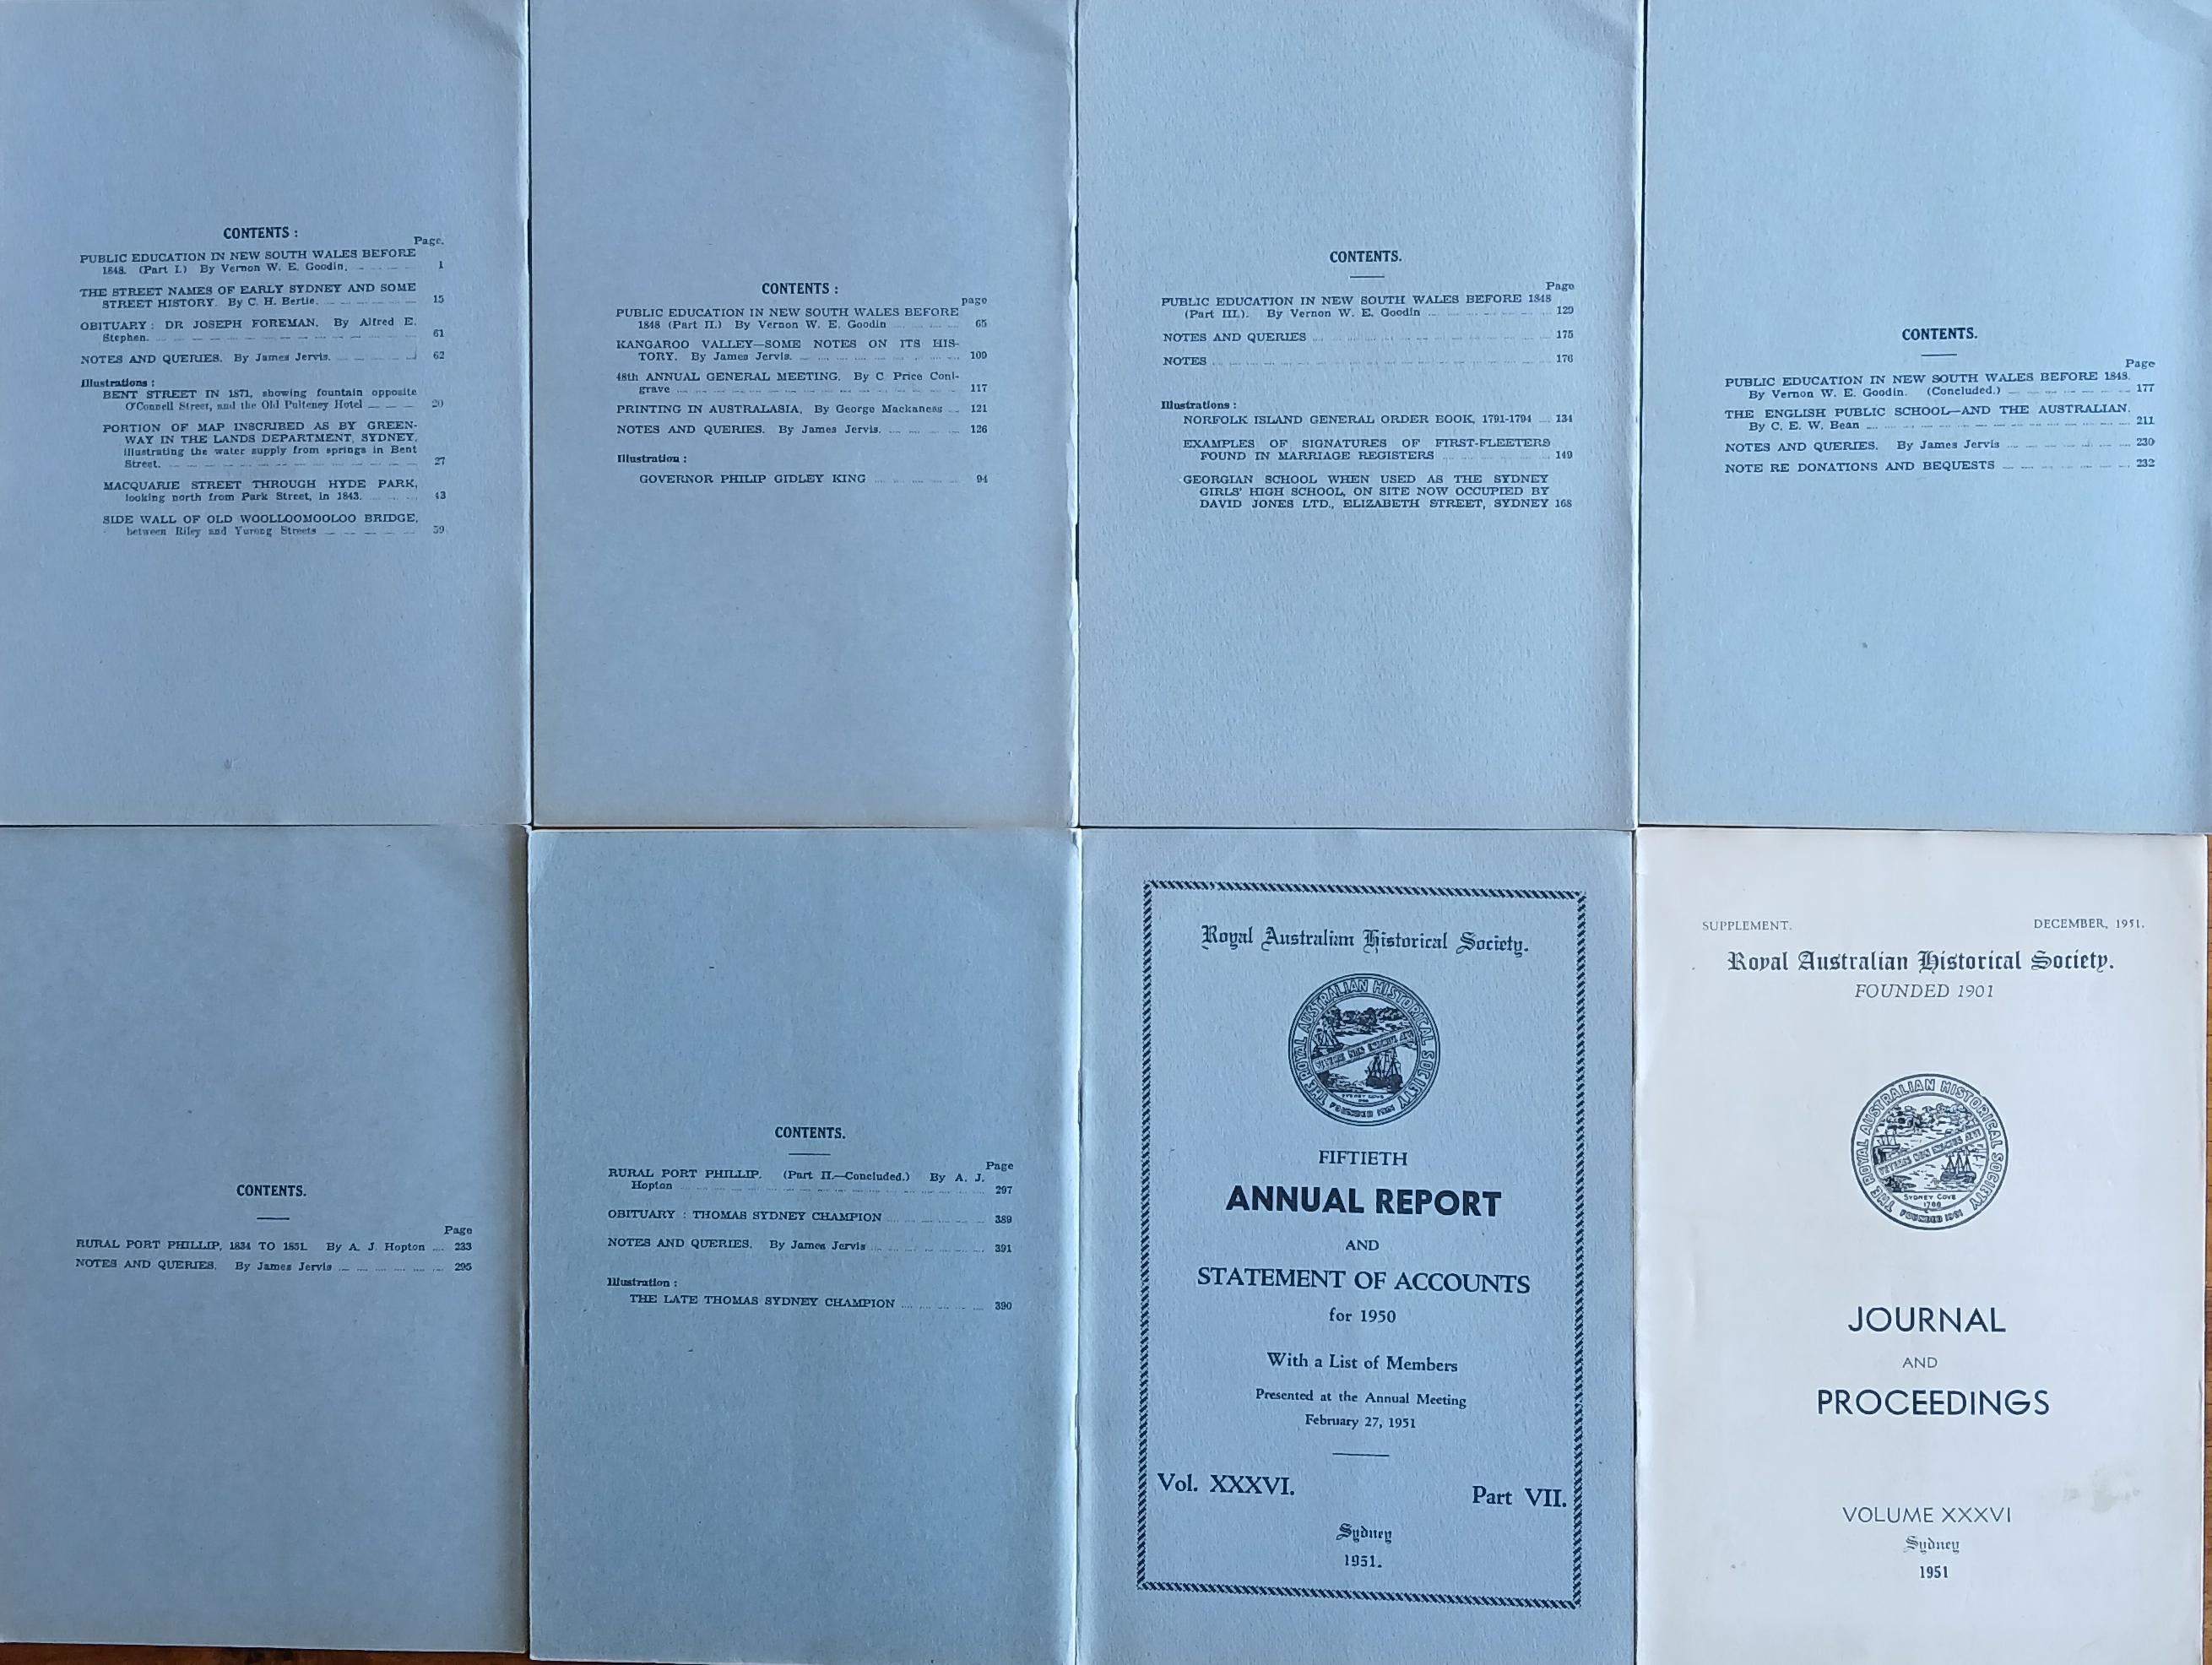 CONTENTS :
Page.
PUBLIC EDUCATION IN NEW SOUTH WALES BEFORE
1848. (Part I.) By Vernon W. E. Goodin. 1
THE STREET NAMES OF EARLY SYDNEY AND SOME
STREET HISTORY. By C. H. Bertie. 15
OBITUARY : DR JOSEPH FOREMAN. By Alfred E.
Stephen. 61
NOTES AND QUERIES. By James Jervis. 62
Illustrations :
BENT STREET IN 1871, showing fountain opposite
O'Connell Street, and the Old Pulteney Hotel 20
PORTION OF MAP INSCRIBED AS BY GREEN-
WAY IN THE LANDS DEPARTMENT, SYDNEY,
illustrating the water supply from springs in Bent
Street. 27
MACQUARIE STREET THROUGH HYDE PARK,
looking north from Park Street, in 1843. 43
SIDE WALL OF OLD WOOLLOOMOOLOO BRIDGE,
between Riley and Yurong Streets 59
CONTENTS :
page
PUBLIC EDUCATION IN NEW SOUTH WALES BEFORE
1848 (Part II.) By Vernon W. E. Goodin 65
KANGAROO VALLEY—SOME NOTES ON ITS HIS-
TORY. By James Jervis. 109
48th ANNUAL GENERAL MEETING. By C. Price Coni-
grave 117
PRINTING IN AUSTRALASIA. By George Mackaness 121
NOTES AND QUERIES. By James Jervis. 126
Illustration :
GOVERNOR PHILIP GIDLEY KING 94
CONTENTS.
Page
PUBLIC EDUCATION IN NEW SOUTH WALES BEFORE 1848
(Part III.). By Vernon W. E. Goodin 129
NOTES AND QUERIES 175
NOTES 176
Illustrations :
NORFOLK ISLAND GENERAL ORDER BOOK, 1791-1794 134
EXAMPLES OF SIGNATURES OF FIRST-FLEETERS
FOUND IN MARRIAGE REGISTERS 149
GEORGIAN SCHOOL WHEN USED AS THE SYDNEY
GIRLS' HIGH SCHOOL, ON SITE NOW OCCUPIED BY
DAVID JONES LTD., ELIZABETH STREET, SYDNEY 168
CONTENTS.
Page
PUBLIC EDUCATION IN NEW SOUTH WALES BEFORE 1848.
By Vernon W. E. Goodin. (Concluded.) 177
THE ENGLISH PUBLIC SCHOOL—AND THE AUSTRALIAN.
By C. E. W. Bean 211
NOTES AND QUERIES. By James Jervis 230
NOTE RE DONATIONS AND BEQUESTS 232
CONTENTS.
Page
RURAL PORT PHILLIP, 1834 TO 1851. By A. J. Hopton 233
NOTES AND QUERIES. By James Jervis 295
CONTENTS.
Page
RURAL PORT PHILLIP. (Part II.—Concluded.) By A. J.
Hopton 297
OBITUARY : THOMAS SYDNEY CHAMPION 389
NOTES AND QUERIES. By James Jervis 391
Illustration :
THE LATE THOMAS SYDNEY CHAMPION 390
Royal Australian Historical Society.
THE ROYAL AUSTRALIAN HISTORICAL SOCIETY
SYDNEY COVE
FOUNDED 1901
FIFTIETH
ANNUAL REPORT
AND
STATEMENT OF ACCOUNTS
for 1950
With a List of Members
Presented at the Annual Meeting
February 27, 1951
Vol. XXXVI. Part VII.
Sydney
1951.
SUPPLEMENT. DECEMBER, 1951.
Royal Australian Historical Society.
FOUNDED 1901
THE ROYAL AUSTRALIAN HISTORICAL SOCIETY
SYDNEY COVE
1788
FOUNDED 1901
JOURNAL
AND
PROCEEDINGS
VOLUME XXXVI
Sydney
1951